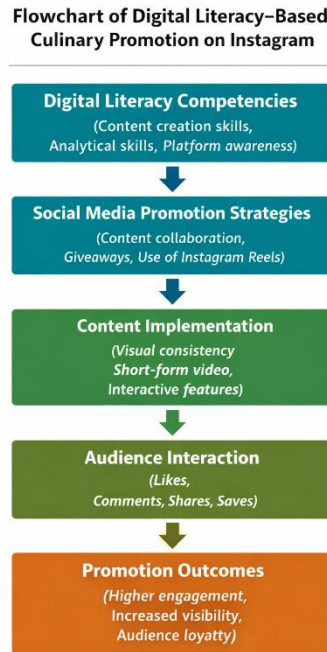 Flowchart of Digital Literacy–Based
Culinary Promotion on Instagram
Digital Literacy Competencies
(Content creation skills,
Analytical skills, Platform awareness)
Social Media Promotion Strategies
(Content collaboration,
Giveaways, Use of Instagram Reels)
Content Implementation
(Visual consistency
Short-form video,
Interactive features)
Audience Interaction
(Likes,
Comments, Shares, Saves)
Promotion Outcomes
(Higher engagement,
Increased visibility,
Audience loyatty)